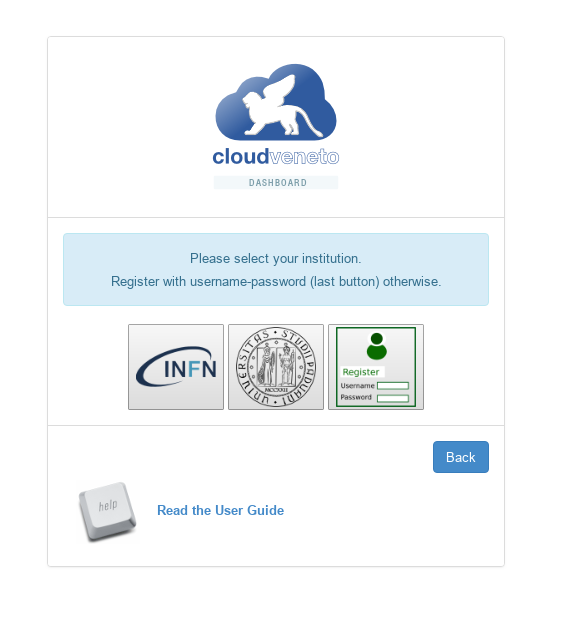 cloudveneto
DASHBOARD
Please select your institution.
Register with username-password (last button) otherwise.
INFN
UNIVERSITAS STUDII PADUANI
MCCXXII
Register
Username
Password
Back
help
Read the User Guide